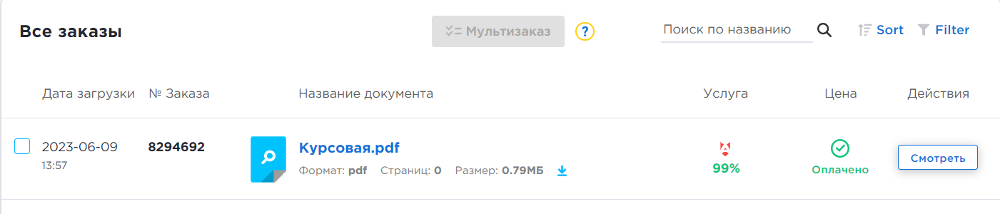 Все заказы
Мультизаказ ?
Поиск по названию
Sort
Filter
Дата загрузки № Заказа Название документа Услуга Цена Действия
2023-06-09 8294692 Курсовая.pdf
13:57 Формат: pdf Страниц: 0 Размер: 0.79МБ 99% Оплачено Смотреть